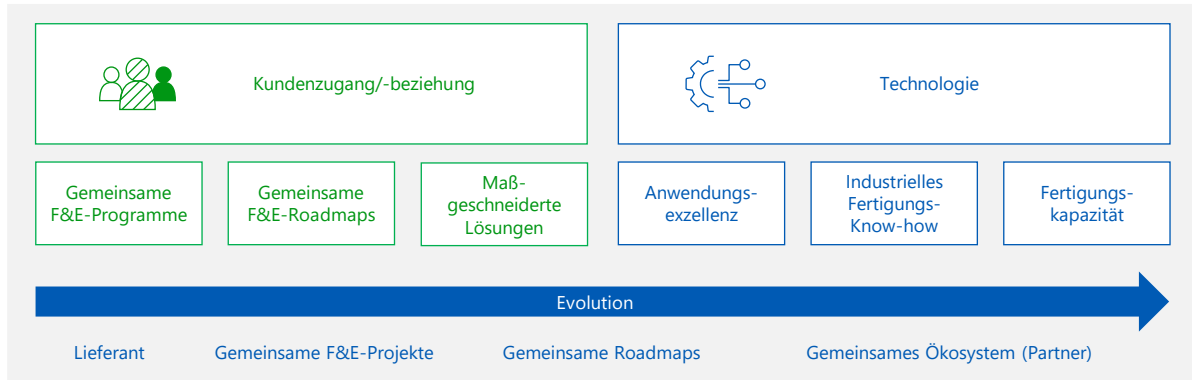 Kundenzugang/-beziehung
Technologie
Gemeinsame
F&E-Programme
Gemeinsame
F&E-Roadmaps
Maß-
geschneiderte
Lösungen
Anwendungs-
exzellenz
Industrielles
Fertigungs-
Know-how
Fertigungs-
kapazität
Evolution
Lieferant
Gemeinsame F&E-Projekte
Gemeinsame Roadmaps
Gemeinsames Ökosystem (Partner)